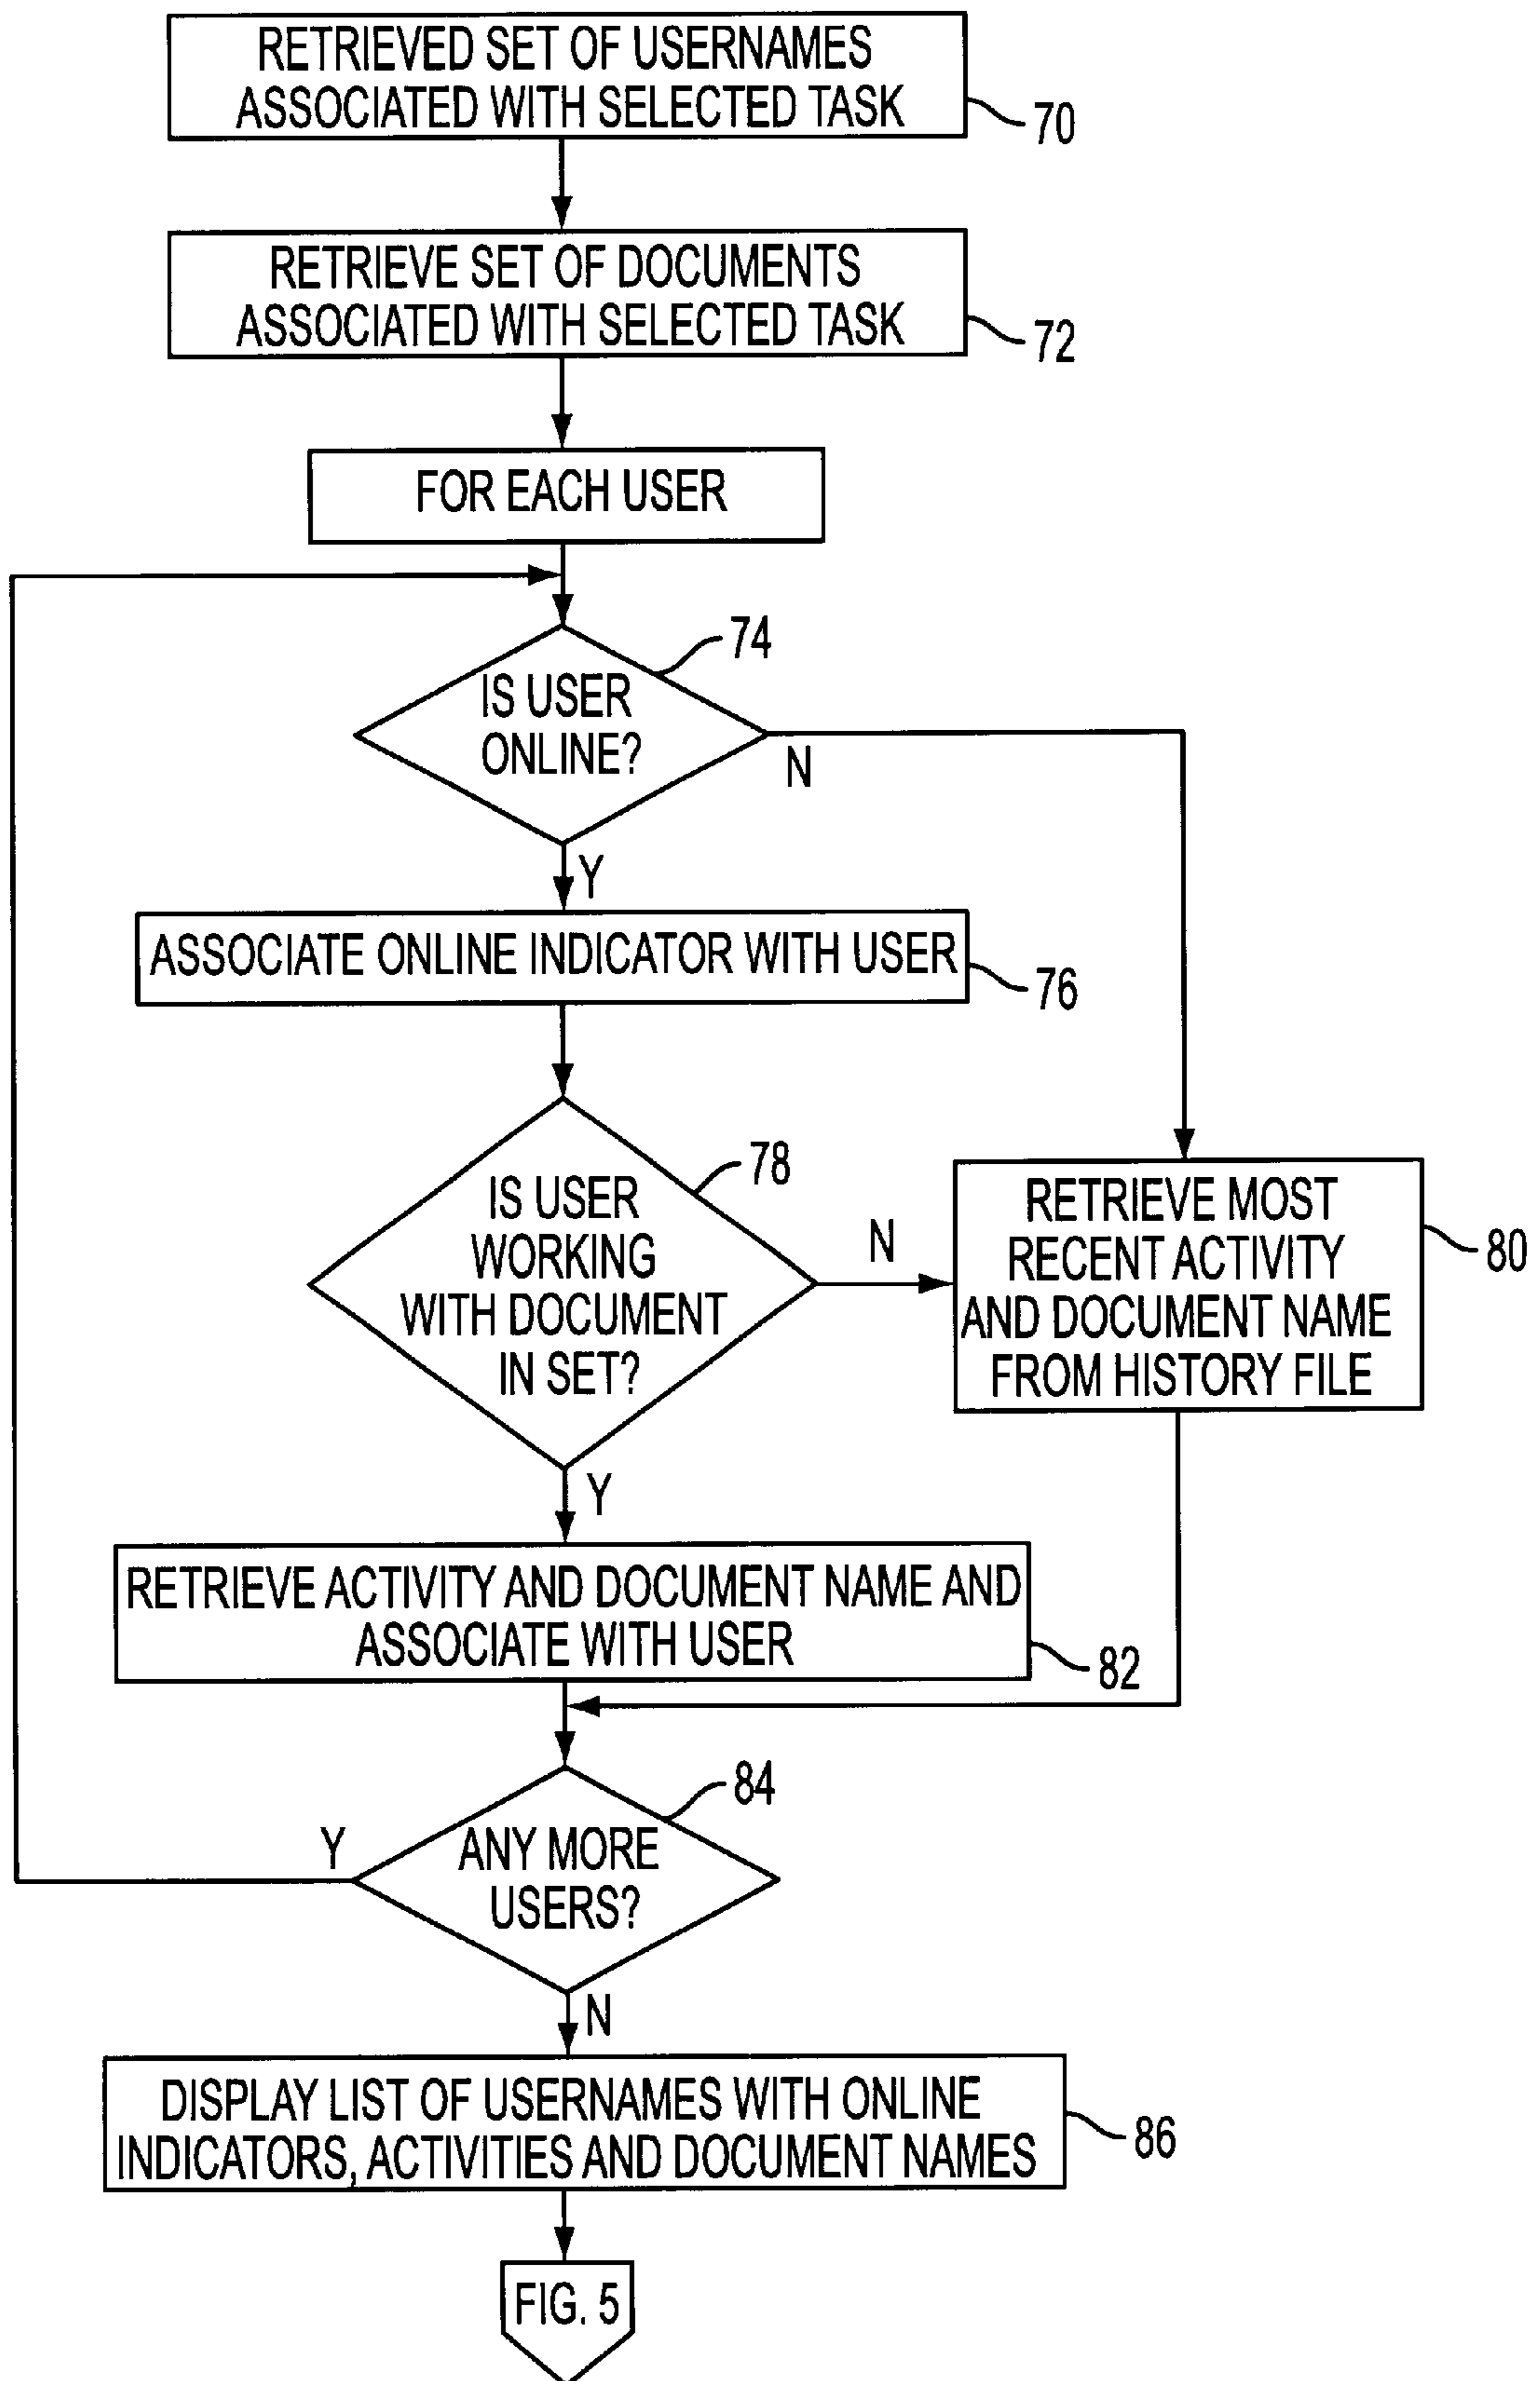 RETRIEVED SET OF USERNAMES
ASSOCIATED WITH SELECTED TASK
70
RETRIEVE SET OF DOCUMENTS
ASSOCIATED WITH SELECTED TASK
72
FOR EACH USER
74
IS USER
ONLINE?
N
Y
ASSOCIATE ONLINE INDICATOR WITH USER
76
78
IS USER
WORKING
WITH DOCUMENT
IN SET?
N
Y
RETRIEVE MOST
RECENT ACTIVITY
AND DOCUMENT NAME
FROM HISTORY FILE
80
RETRIEVE ACTIVITY AND DOCUMENT NAME AND
ASSOCIATE WITH USER
82
84
ANY MORE
USERS?
Y
N
DISPLAY LIST OF USERNAMES WITH ONLINE
INDICATORS, ACTIVITIES AND DOCUMENT NAMES
86
FIG. 5